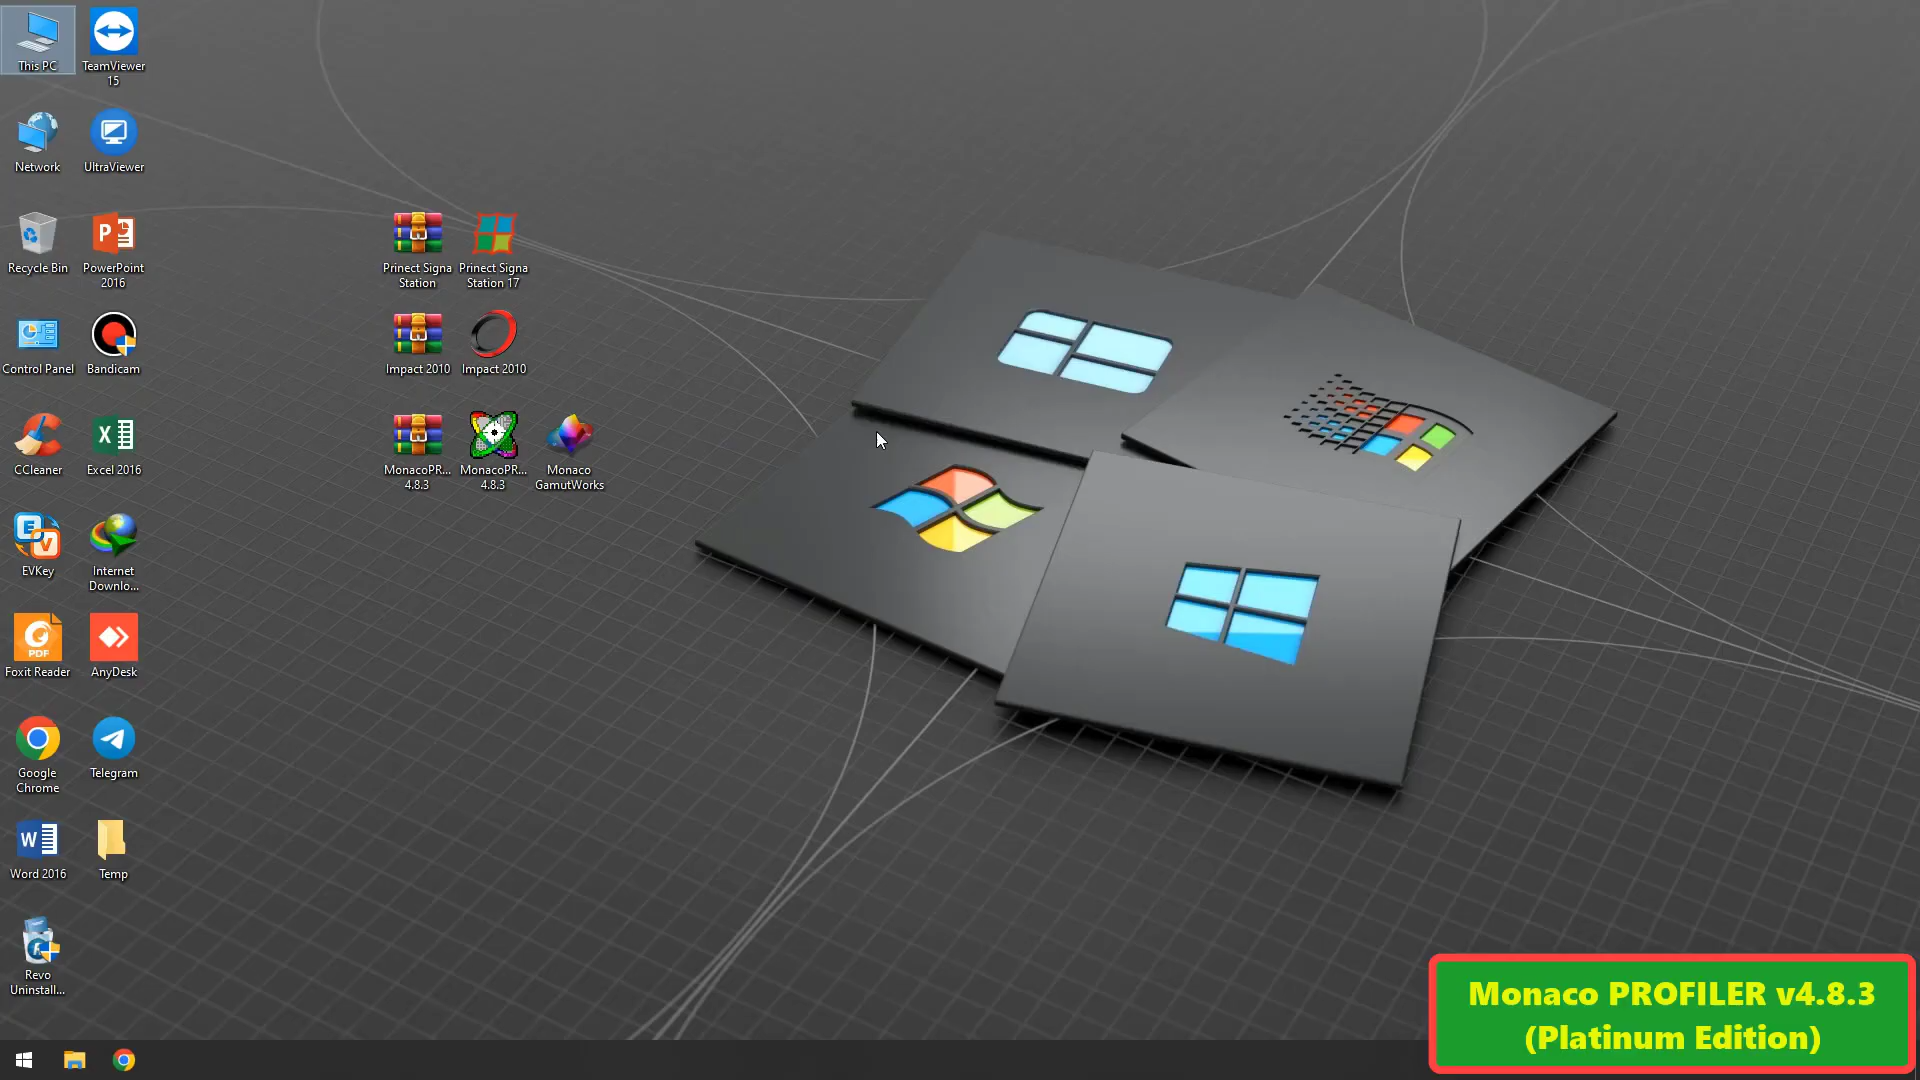 This PC
TeamViewer
15
Network
UltraViewer
Recycle Bin
PowerPoint
2016
Control Panel
Bandicam
CCleaner
Excel 2016
EVKey
Internet
Downlo...
Foxit Reader
AnyDesk
Google
Chrome
Telegram
Word 2016
Temp
Revo
Uninstall...
Prinect Signa
Station
Prinect Signa
Station 17
Impact 2010
Impact 2010
MonacoPR...
4.8.3
MonacoPR...
4.8.3
Monaco
GamutWorks
Monaco PROFILER v4.8.3
(Platinum Edition)